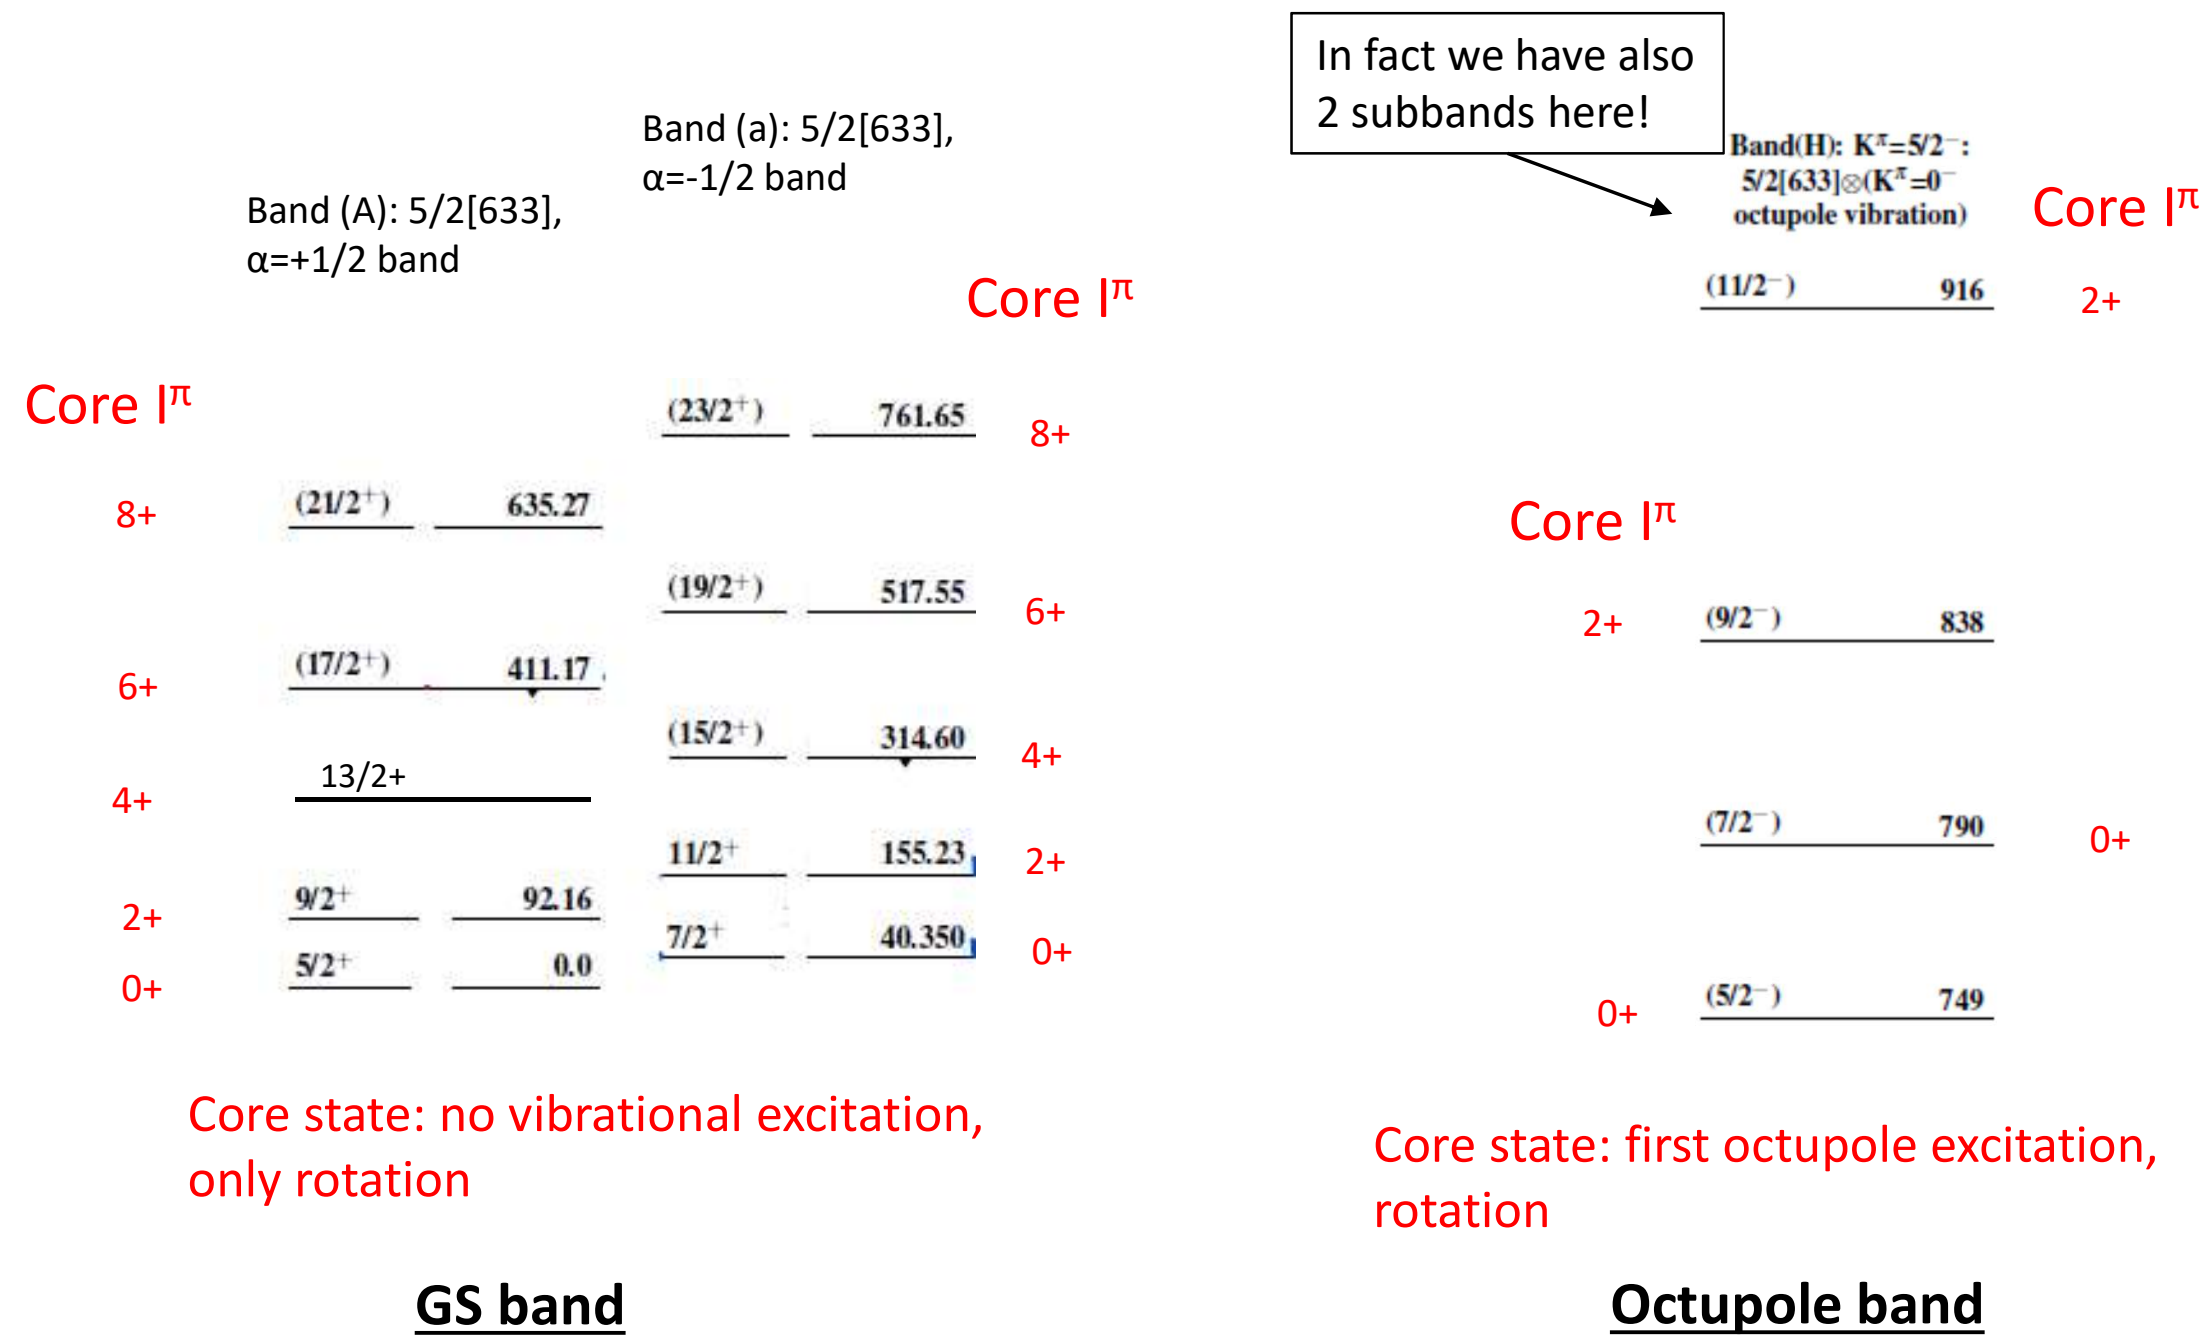 In fact we have also
2 subbands here!
Band (a): 5/2[633],
α=-1/2 band
Band (A): 5/2[633],
α=+1/2 band
Band(H): Kπ=5/2−:
5/2[633]⊗(Kπ=0−
octupole vibration)
Core Iπ
(11/2−) 916 2+
Core Iπ
Core Iπ
(23/2+) 761.65 8+
8+ (21/2+) 635.27
Core Iπ
(19/2+) 517.55 6+
2+ (9/2−) 838
6+ (17/2+) 411.17
(15/2+) 314.60 4+
4+ 13/2+
(7/2−) 790 0+
11/2+ 155.23 2+
2+ 9/2+ 92.16
7/2+ 40.350 0+
0+ 5/2+ 0.0
0+ (5/2−) 749
Core state: no vibrational excitation,
only rotation
Core state: first octupole excitation,
rotation
GS band
Octupole band